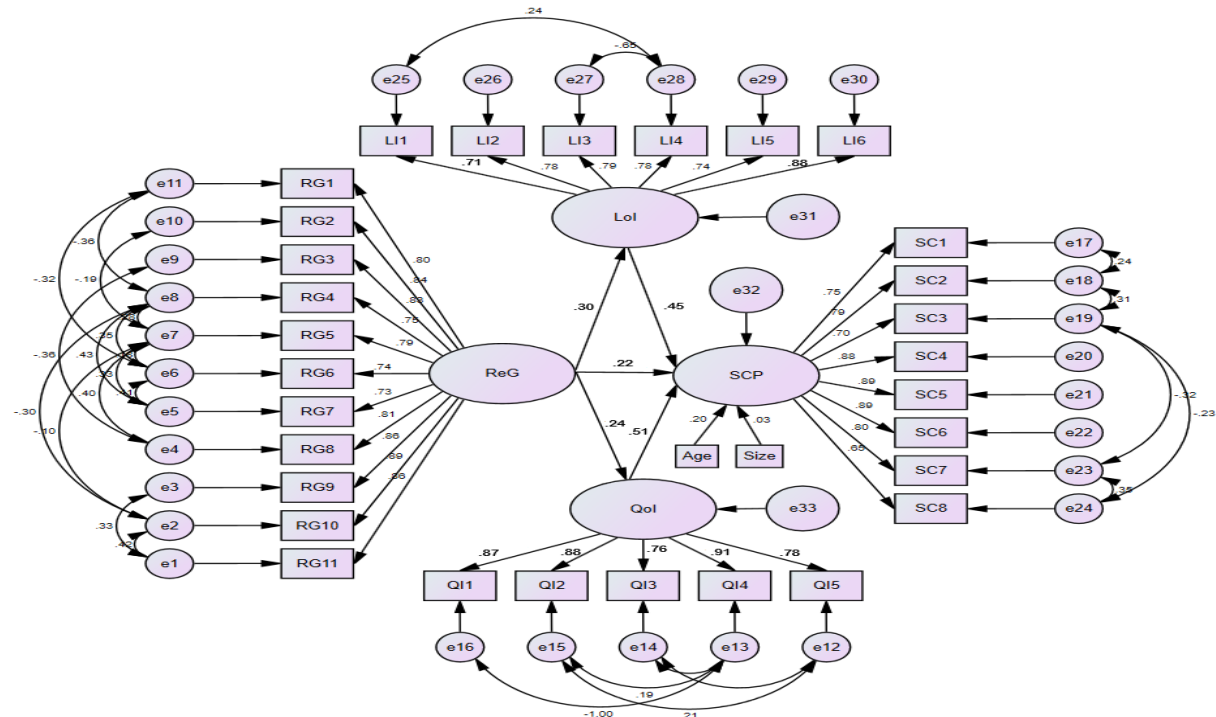 .24
-.65
e25 e26 e27 e28 e29 e30
LI1 LI2 LI3 LI4 LI5 LI6
.71 .78 .79 .78 .74 .88
LoI e31
e11 RG1
e10 RG2
e9 RG3
e8 RG4
e7 RG5
e6 RG6
e5 RG7
e4 RG8
e3 RG9
e2 RG10
e1 RG11
-.36
-.32 -.19
.35
-.36 .43 .33
.40 .41
-.30
-.10
.33
.42
.80
.84
.83
.75
.79
.74
.73
.81
.86
.89
.86
ReG
.30 .45
.22
.24 .51
e32
SCP
.20 .03
Age Size
.75
.79
.70
.88
.89
.89
.80
.65
SC1 e17
SC2 e18
SC3 e19
SC4 e20
SC5 e21
SC6 e22
SC7 e23
SC8 e24
.24
.31
-.32
-.23
.35
QoI e33
.87 .88 .76 .91 .78
QI1 QI2 QI3 QI4 QI5
e16 e15 e14 e13 e12
.19
-1.00 .21